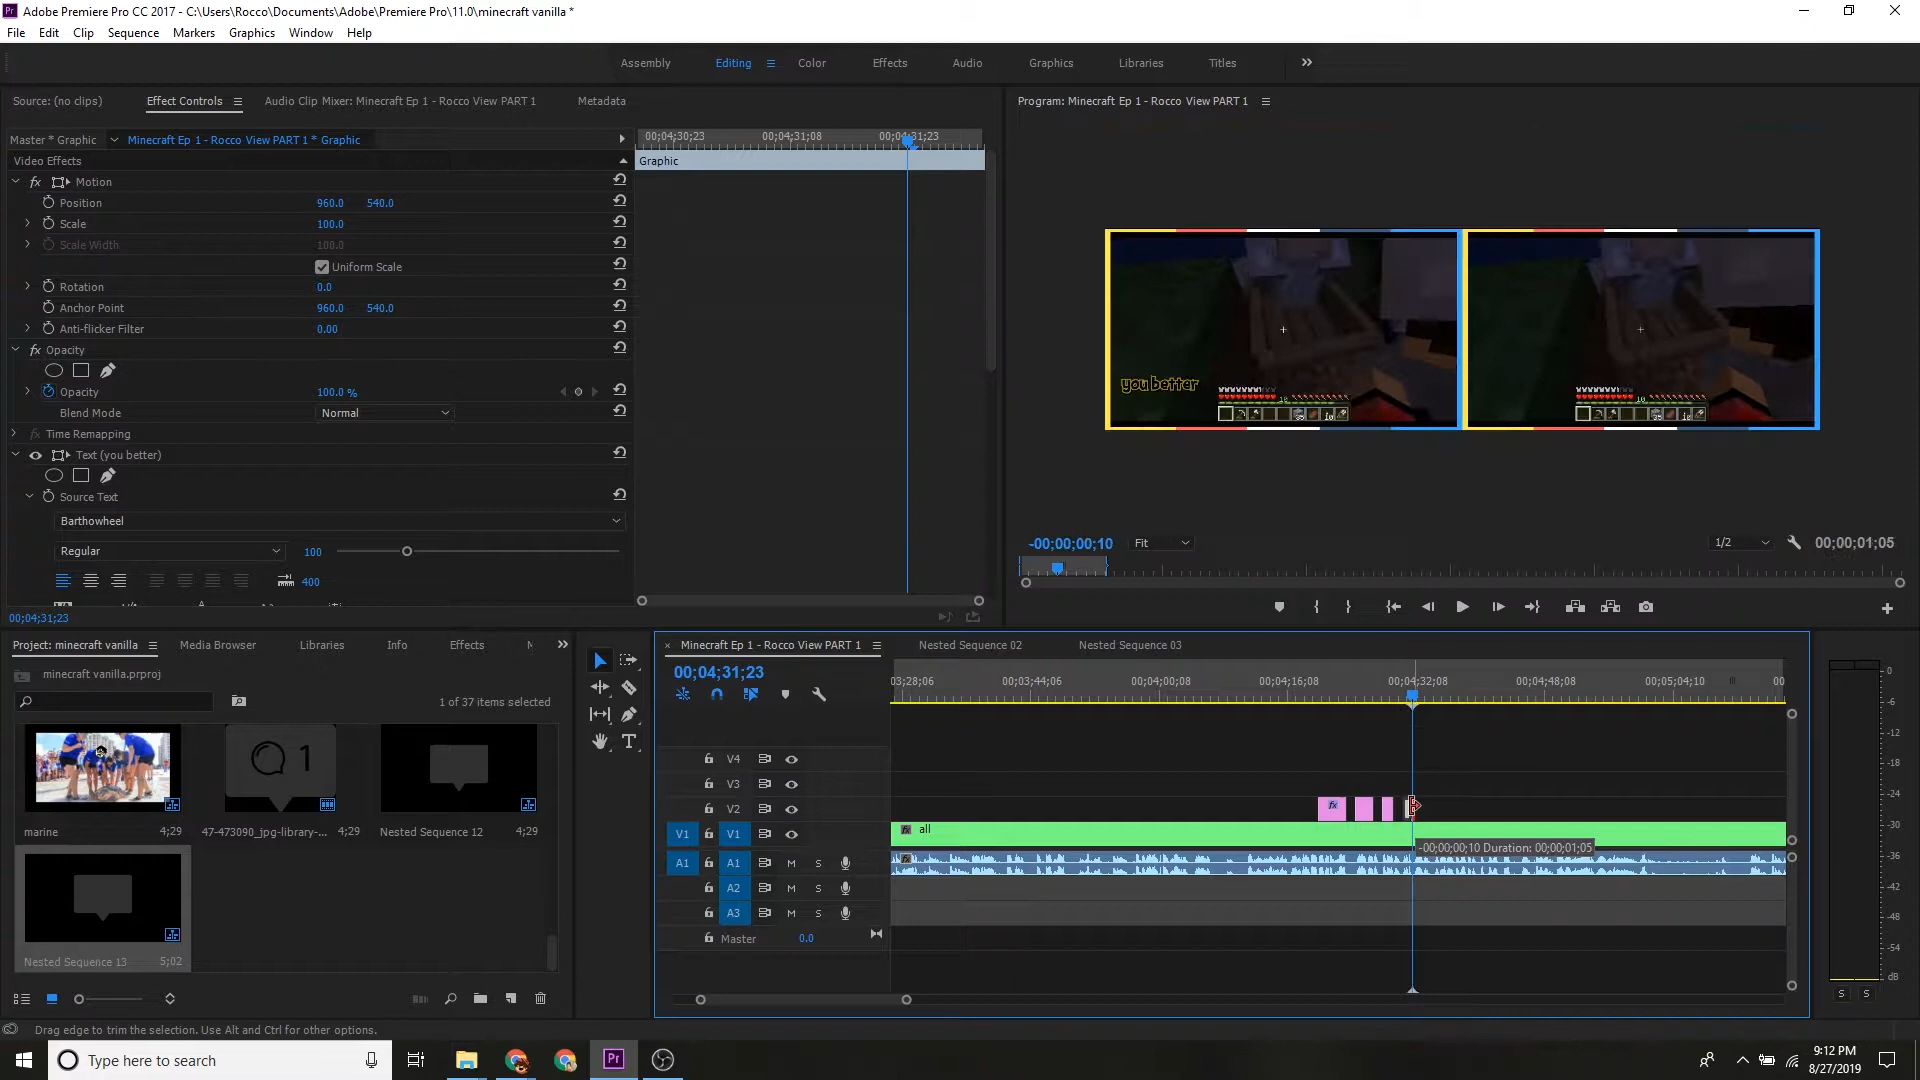 Adobe Premiere Pro CC 2017 - C:\Users\Rocco\Documents\Adobe\Premiere Pro\11.0\minecraft vanilla *
File Edit Clip Sequence Markers Graphics Window Help
Assembly Editing Color Effects Audio Graphics Libraries Titles
Source: (no clips) Effect Controls Audio Clip Mixer: Minecraft Ep 1 - Rocco View PART 1 Metadata
Program: Minecraft Ep 1 - Rocco View PART 1
Master * Graphic Minecraft Ep 1 - Rocco View PART 1 * Graphic
00;04;30;23 00;04;31;08 00;04;31;23
Video Effects
Graphic
fx Motion
Position 960.0 540.0
Scale 100.0
Scale Width 100.0
Uniform Scale
Rotation 0.0
Anchor Point 960.0 540.0
Anti-flicker Filter 0.00
fx Opacity
Opacity 100.0 %
Blend Mode Normal
fx Time Remapping
Text (you better)
Source Text
Barthowheel
Regular 100
400
00;04;31;23
you better
-00;00;00;10 Fit 1/2 00;00;01;05
Project: minecraft vanilla Media Browser Libraries Info Effects
minecraft vanilla.prproj
1 of 37 items selected
marine 4;29
1
47-473090_jpg-library-... 4;29
Nested Sequence 12 4;29
Nested Sequence 13 5;02
Minecraft Ep 1 - Rocco View PART 1 Nested Sequence 02 Nested Sequence 03
00;04;31;23
03;28;06 00;03;44;06 00;04;00;08 00;04;16;08 00;04;32;08 00;04;48;08 00;05;04;10 00
V4
V3
V2 fx
V1 V1 fx all
-00;00;00;10 Duration: 00;00;01;05
A1 A1 M S fx
A2 M S
A3 M S
Master 0.0
0
-6
-12
-18
-24
-30
-36
-42
-48
-54
dB
S S
Drag edge to trim the selection. Use Alt and Ctrl for other options.
Type here to search
Pr
9:12 PM
8/27/2019